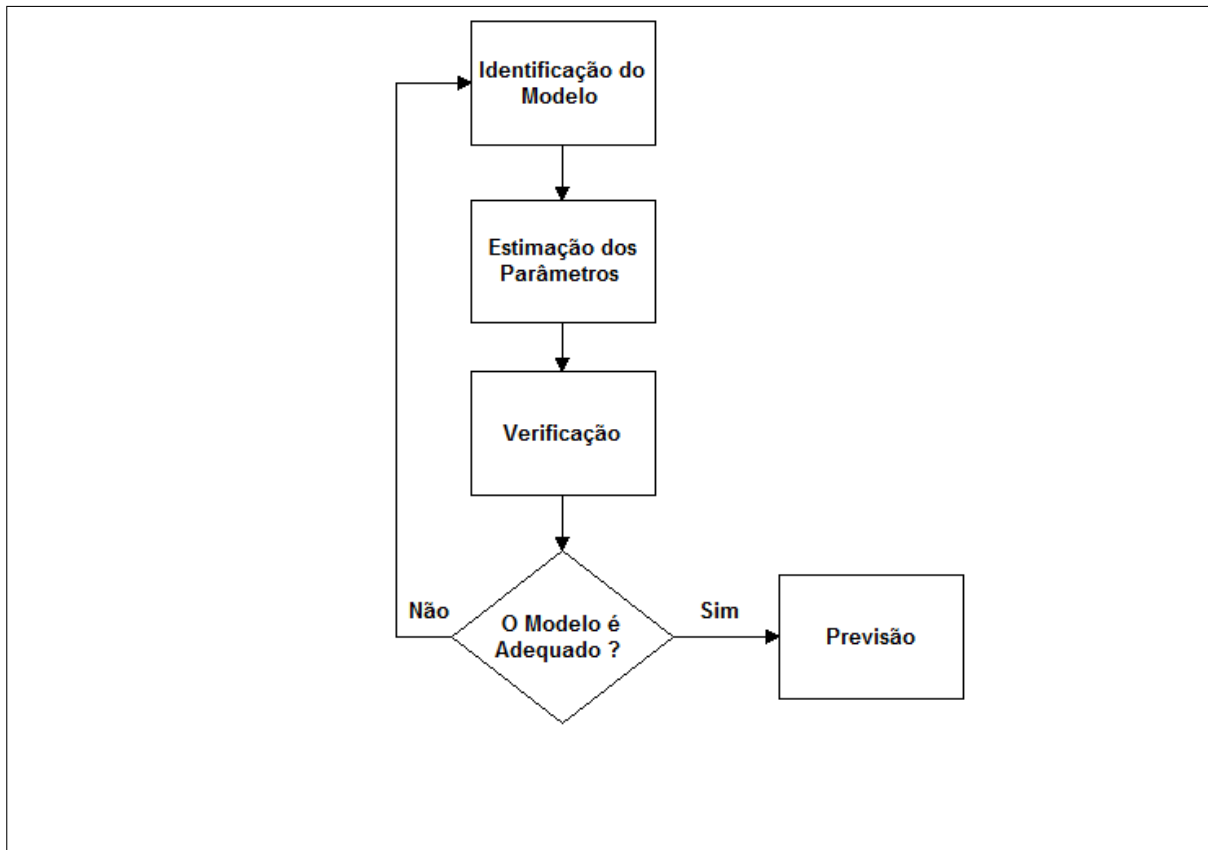 Identificação do
Modelo
Estimação dos
Parâmetros
Verificação
Não
O Modelo é
Adequado ?
Sim
Previsão